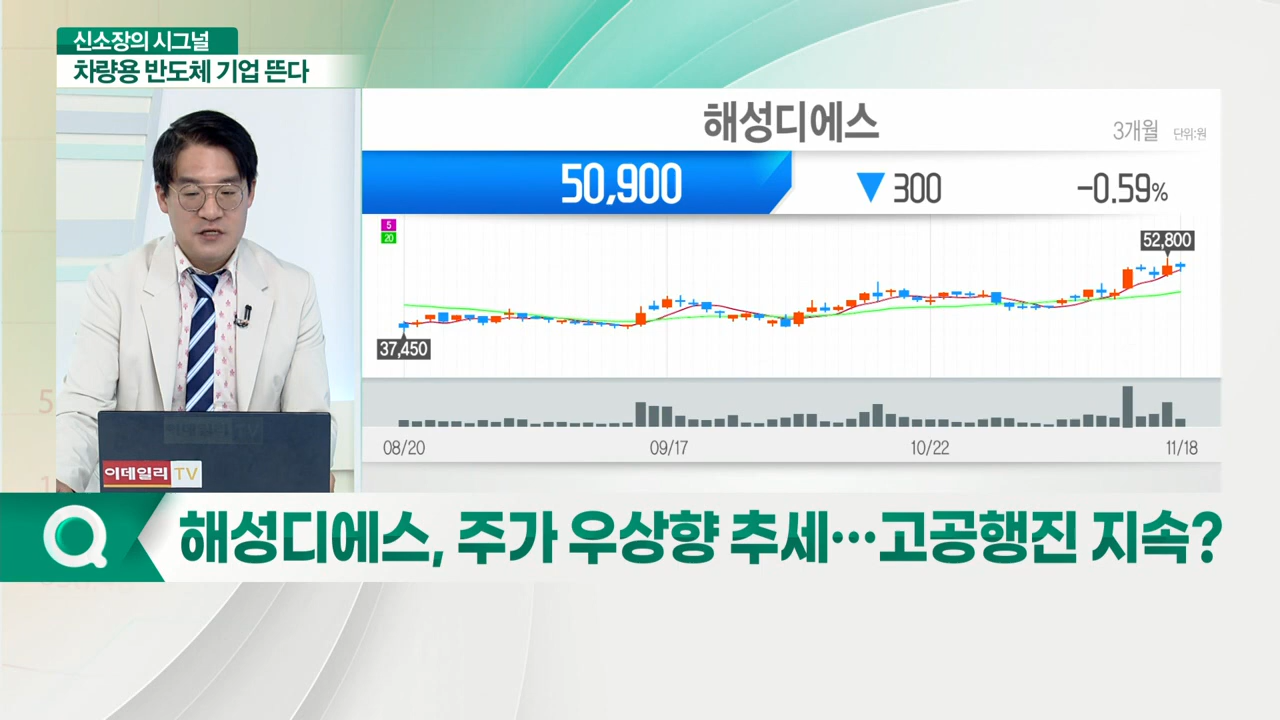 신소장의 시그널
차량용 반도체 기업 뜬다
해성디에스
3개월 단위:원
50,900 ▼300 -0.59%
5
20
52,800
37,450
08/20 09/17 10/22 11/18
이데일리TV
해성디에스, 주가 우상향 추세…고공행진 지속?